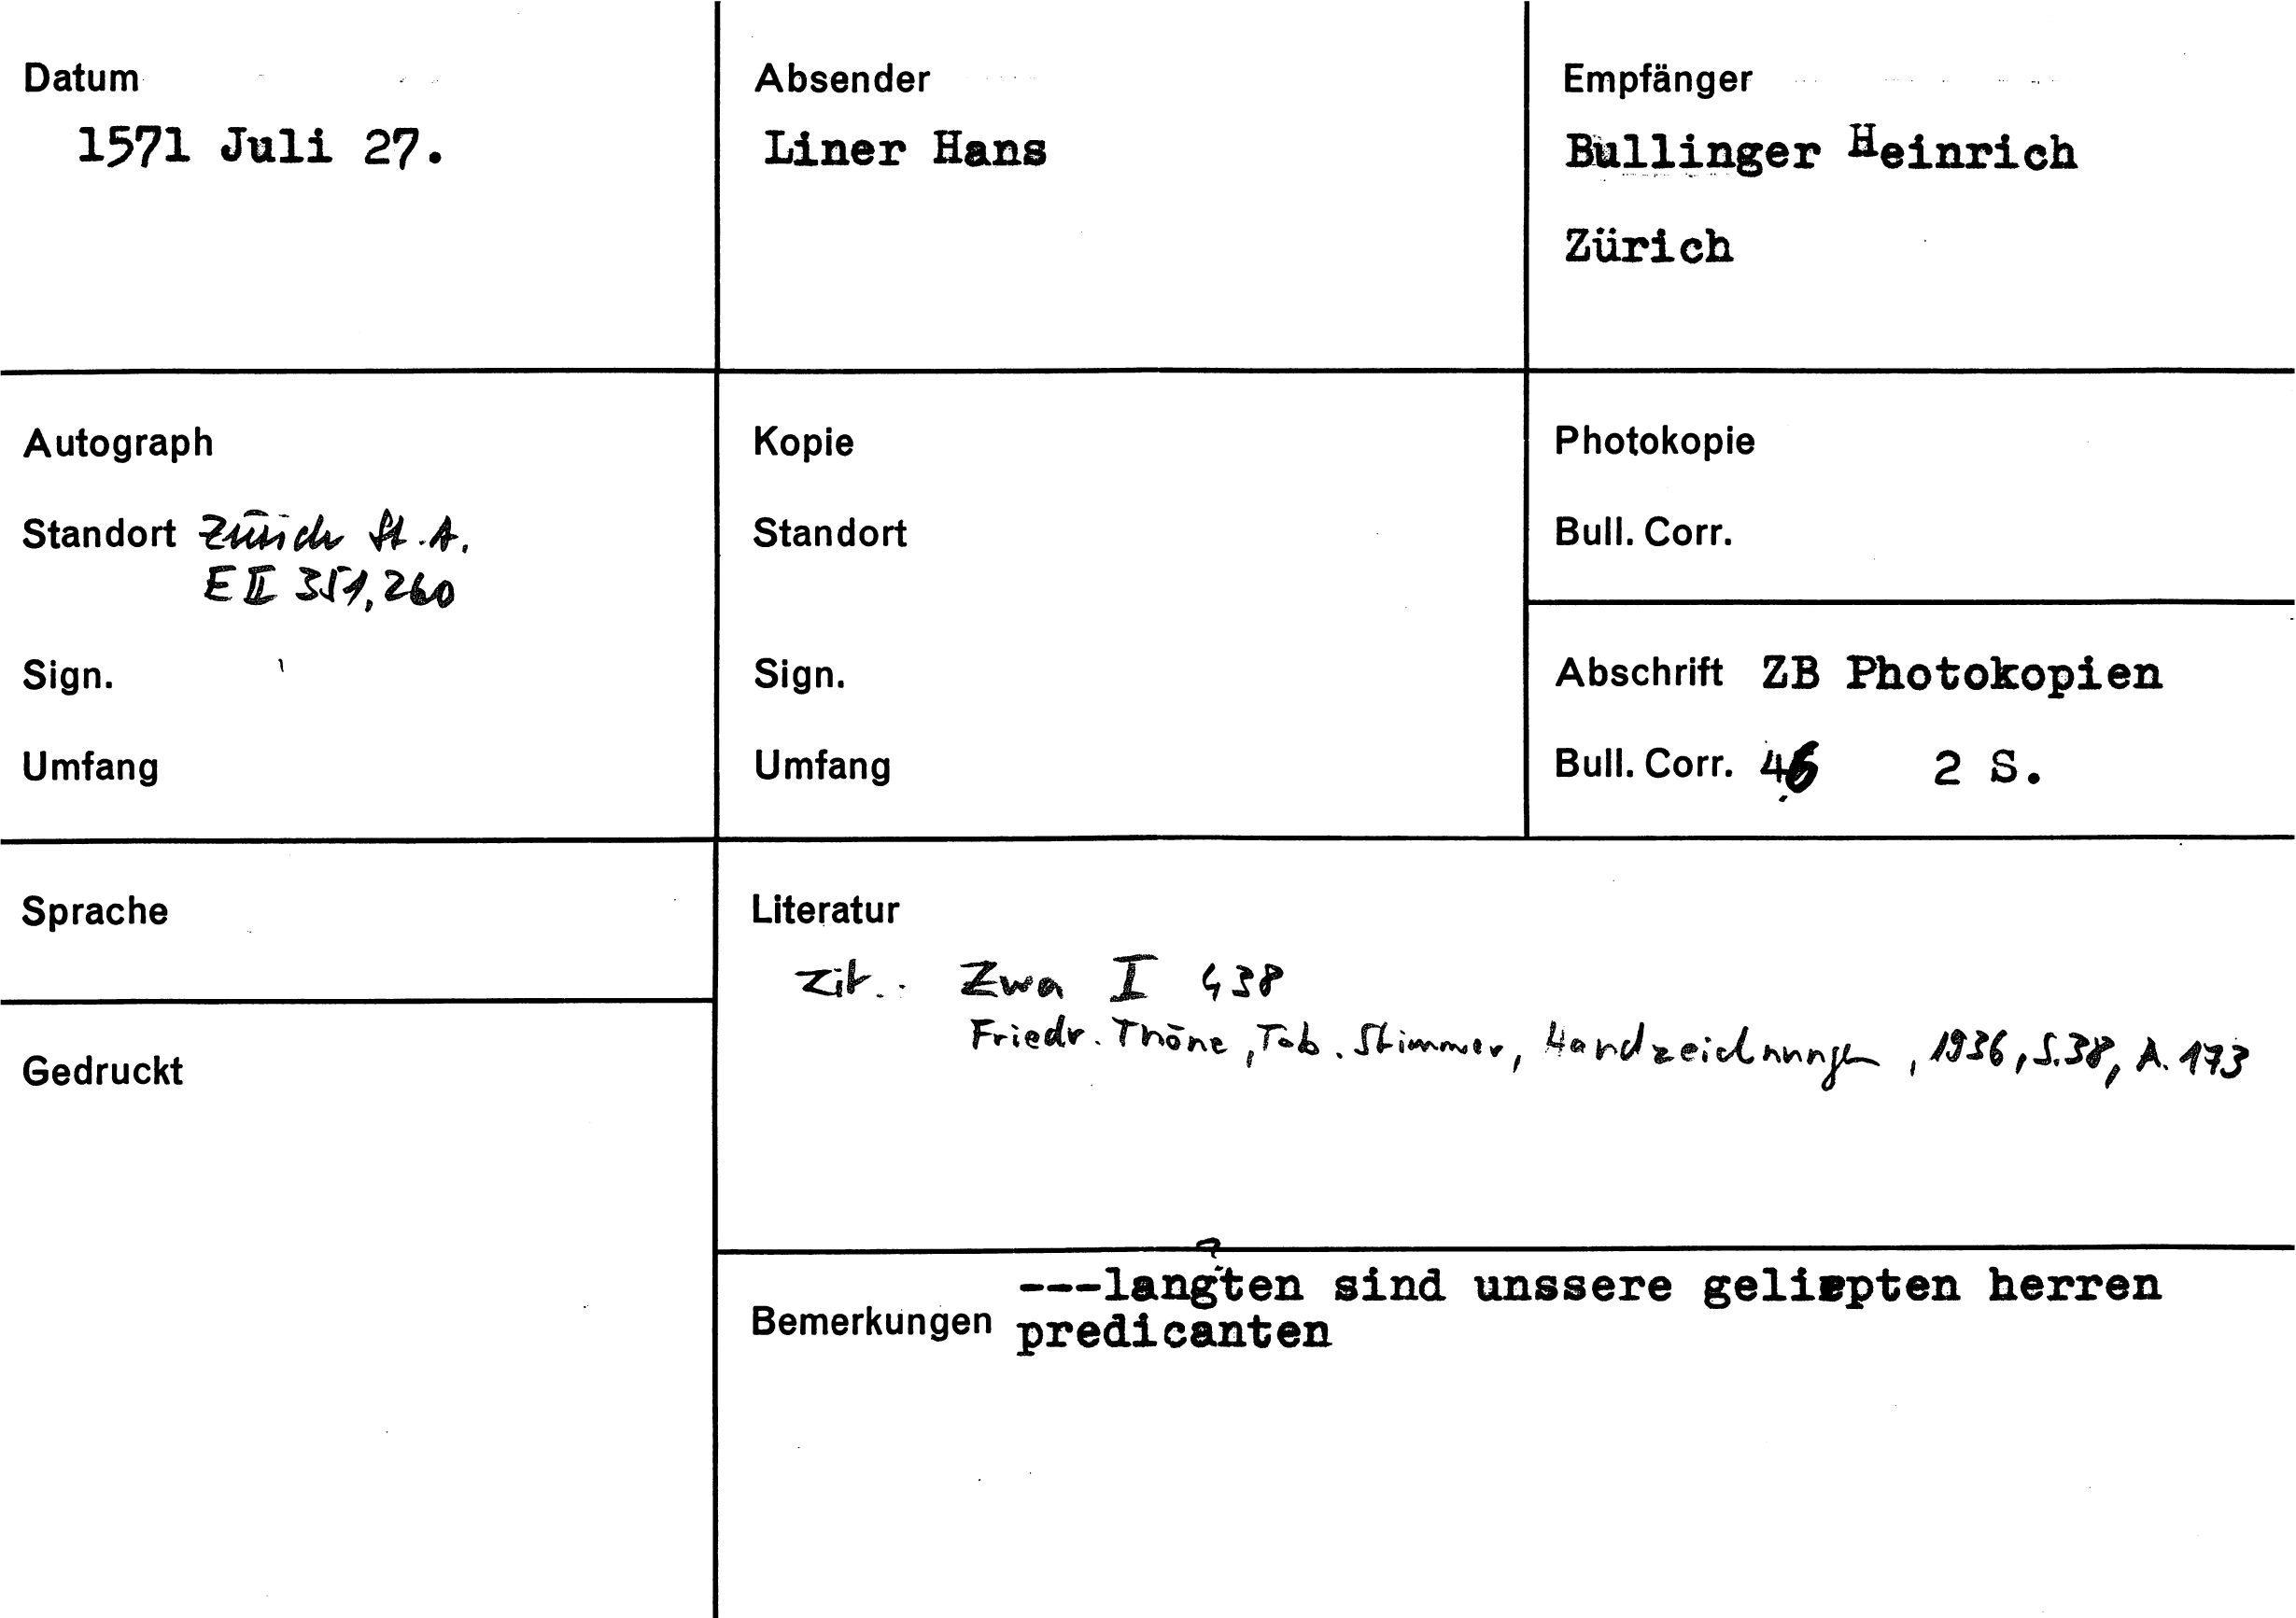 Datum
1571 Juli 27.
Absender
Liner Hans
Empfänger
Bullinger Heinrich
Zürich
Autograph
Standort Zürich St.A.
E II 351, 260
Sign.
Umfang
Kopie
Standort
Sign.
Umfang
Photokopie
Bull. Corr.
Abschrift ZB Photokopien
Bull. Corr. 46 2 S.
Sprache
Gedruckt
Literatur
Zit.: Zwa I 438
Friedr. Thöne, Tob. Stimmer, Handzeichnungen, 1936, S.38, A. 173
Bemerkungen
?
---langten sind unssere geliepten herren
predicanten